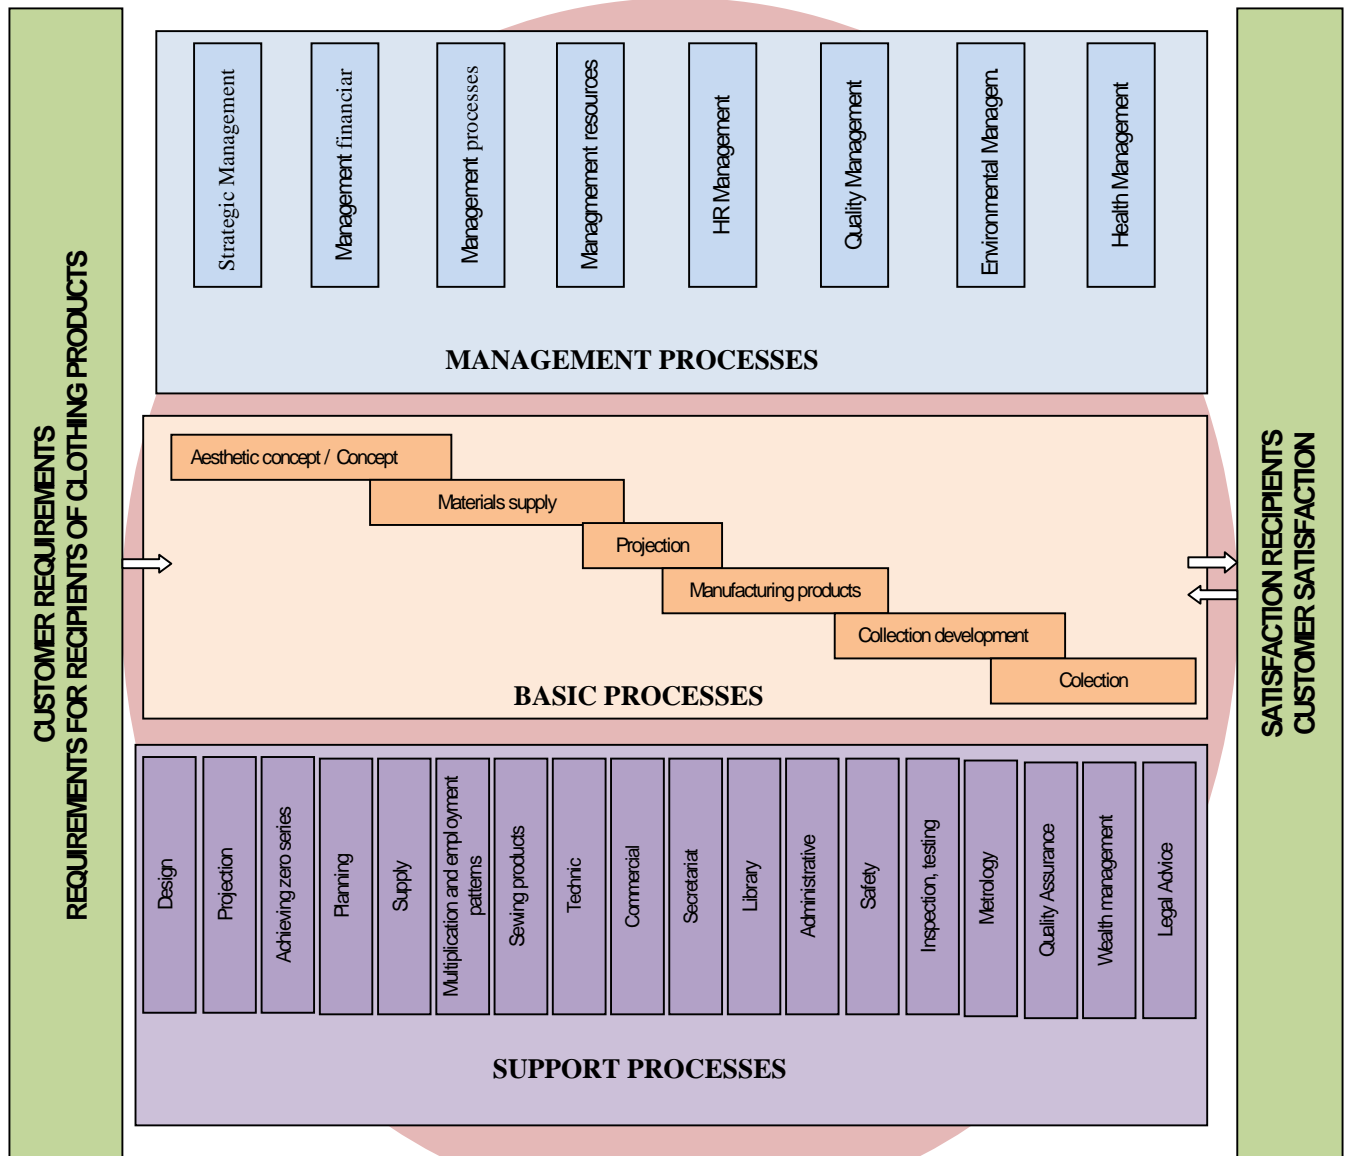 CUSTOMER REQUIREMENTS
REQUIREMENTS FOR RECIPIENTS OF CLOTHING PRODUCTS
Strategic Management
Management financiar
Management processes
Managmement resources
HR Management
Quality Management
Environmental Managem.
Health Management
MANAGEMENT PROCESSES
Aesthetic concept / Concept
Materials supply
Projection
Manufacturing products
Collection development
Colection
BASIC PROCESSES
Design
Projection
Achieving zero series
Planning
Supply
Multiplication and employment
patterns
Sewing products
Technic
Commercial
Secretariat
Library
Administrative
Safety
Inspection, testing
Metrology
Quality Assurance
Wealth management
Legal Advice
SUPPORT PROCESSES
SATISFACTION RECIPIENTS
CUSTOMER SATISFACTION